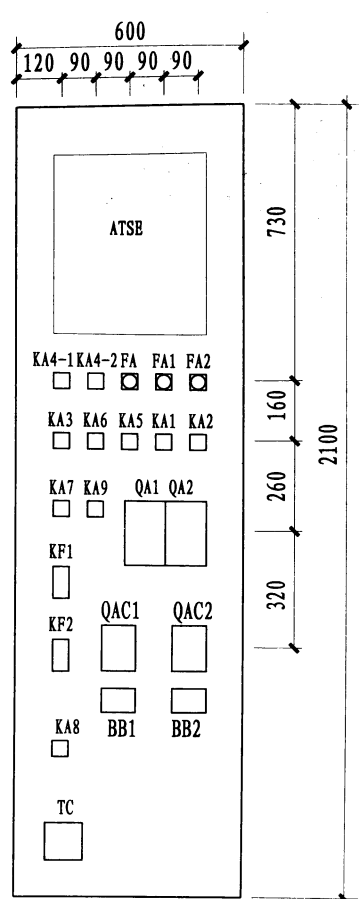 600
120 90 90 90 90
ATSE
730
KA4-1 KA4-2 FA FA1 FA2
160
KA3 KA6 KA5 KA1 KA2
2100
260
KA7 KA9 QA1 QA2
KF1
320
QAC1 QAC2
KF2
KA8 BB1 BB2
TC